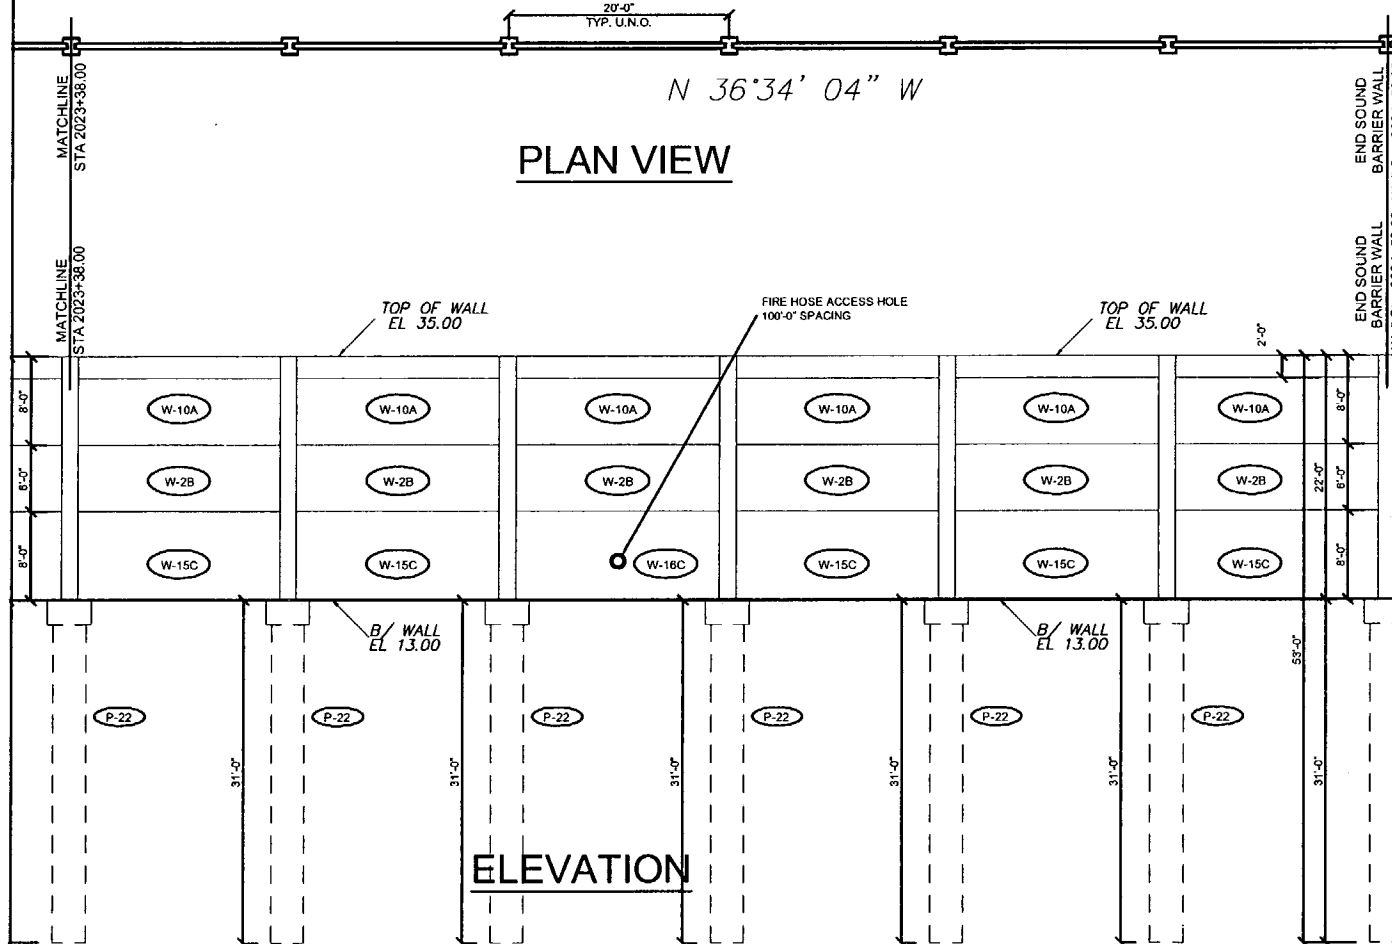 20'-0"
TYP. U.N.O.
N 36°34' 04" W
MATCHLINE
STA 2023+38.00
END SOUND
BARRIER WALL
PLAN VIEW
MATCHLINE
STA 2023+38.00
END SOUND
BARRIER WALL
TOP OF WALL
EL 35.00
FIRE HOSE ACCESS HOLE
100'-0" SPACING
TOP OF WALL
EL 35.00
2'-0"
8'-0"
W-10A
W-10A
W-10A
W-10A
W-10A
W-10A
8'-0"
6'-0"
W-2B
W-2B
W-2B
W-2B
W-2B
W-2B
22'-0"
6'-0"
8'-0"
W-15C
W-15C
W-16C
W-15C
W-15C
W-15C
8'-0"
B/ WALL
EL 13.00
B/ WALL
EL 13.00
53'-0"
P-22
P-22
P-22
P-22
P-22
P-22
31'-0"
31'-0"
31'-0"
31'-0"
31'-0"
31'-0"
ELEVATION